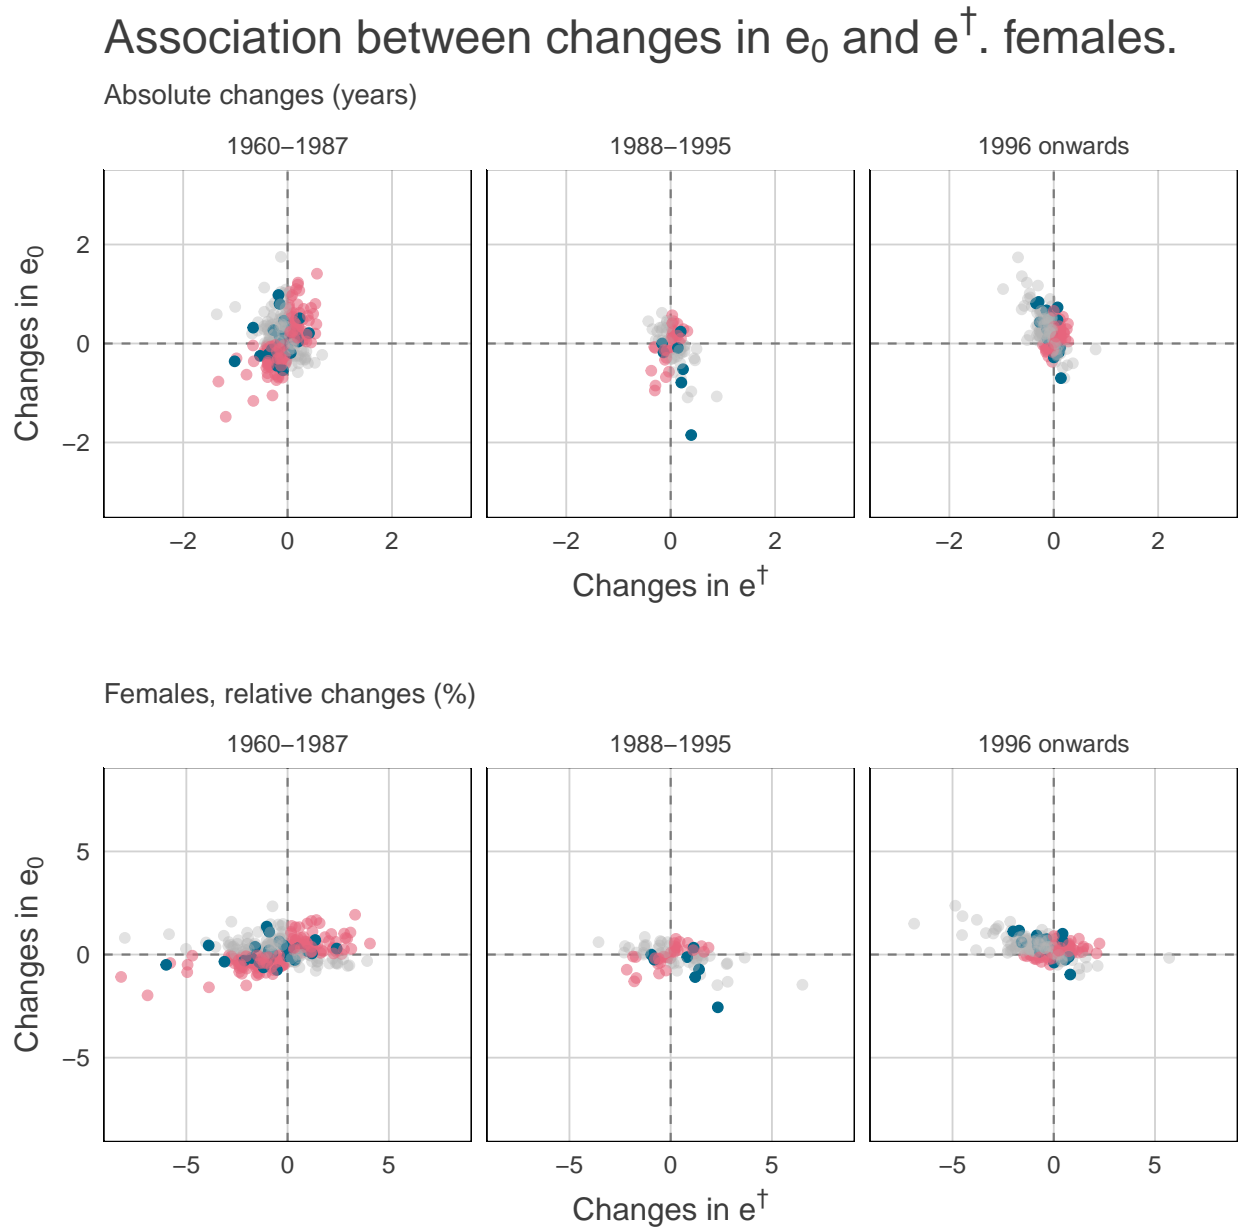 Association between changes in e₀ and e†. females.
Absolute changes (years)
1960–1987 1988–1995 1996 onwards
Changes in e₀
2
0
−2
−2 0 2 −2 0 2 −2 0 2
Changes in e†
Females, relative changes (%)
1960–1987 1988–1995 1996 onwards
Changes in e₀
5
0
−5
−5 0 5 −5 0 5 −5 0 5
Changes in e†